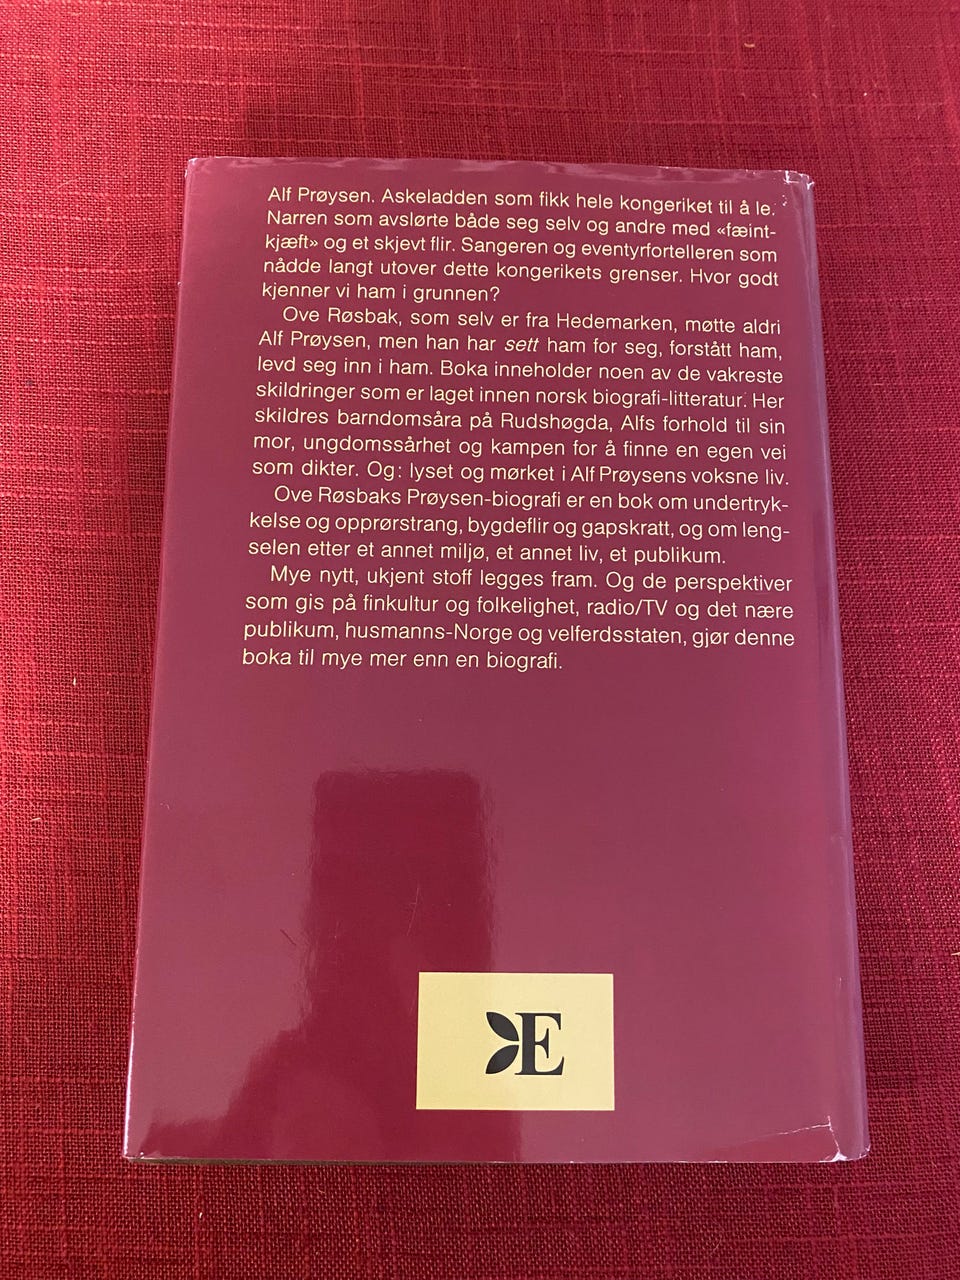 Alf Prøysen. Askeladden som fikk hele kongeriket til å le.
Narren som avslørte både seg selv og andre med «fæint-
kjæft» og et skjevt flir. Sangeren og eventyrfortelleren som
nådde langt utover dette kongerikets grenser. Hvor godt
kjenner vi ham i grunnen?
Ove Røsbak, som selv er fra Hedemarken, møtte aldri
Alf Prøysen, men han har sett ham for seg, forstått ham,
levd seg inn i ham. Boka inneholder noen av de vakreste
skildringer som er laget innen norsk biografi-litteratur. Her
skildres barndomsåra på Rudshøgda, Alfs forhold til sin
mor, ungdomssårhet og kampen for å finne en egen vei
som dikter. Og: lyset og mørket i Alf Prøysens voksne liv.
Ove Røsbaks Prøysen-biografi er en bok om undertryk-
kelse og opprørstrang, bygdeflir og gapskratt, og om leng-
selen etter et annet miljø, et annet liv, et publikum.
Mye nytt, ukjent stoff legges fram. Og de perspektiver
som gis på finkultur og folkelighet, radio/TV og det nære
publikum, husmanns-Norge og velferdsstaten, gjør denne
boka til mye mer enn en biografi.
E